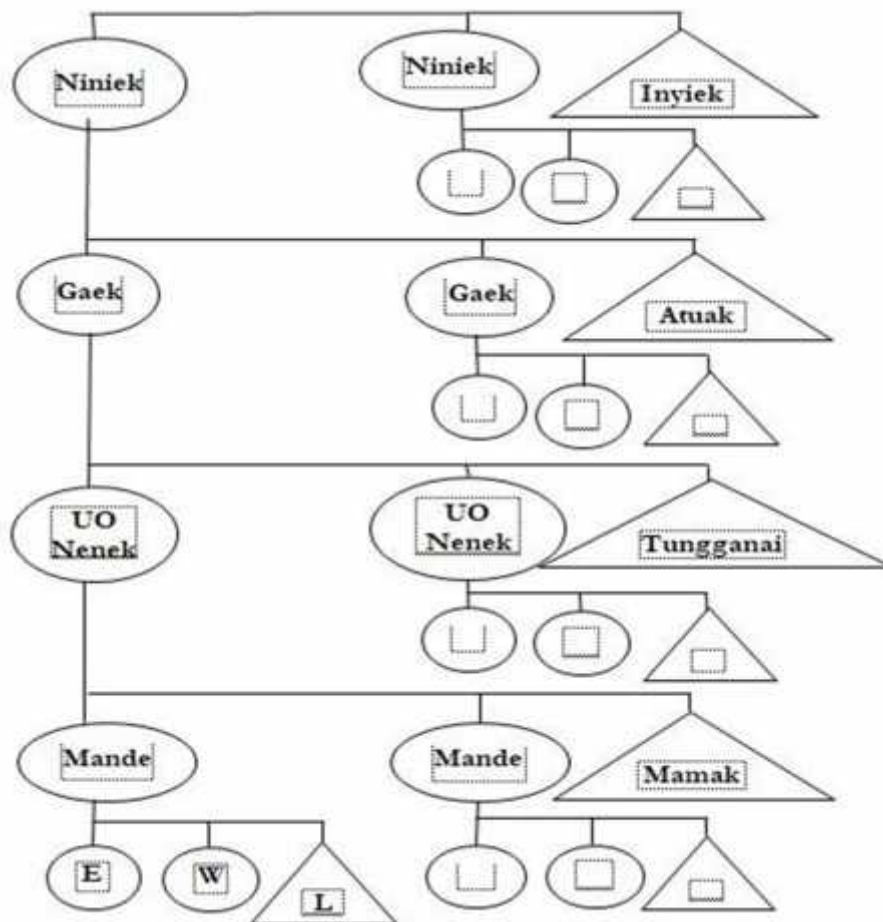 Niniek
Niniek
Inyiek
Gaek
Gaek
Atuak
UO
Nenek
UO
Nenek
Tungganai
Mande
Mande
Mamak
E
W
L